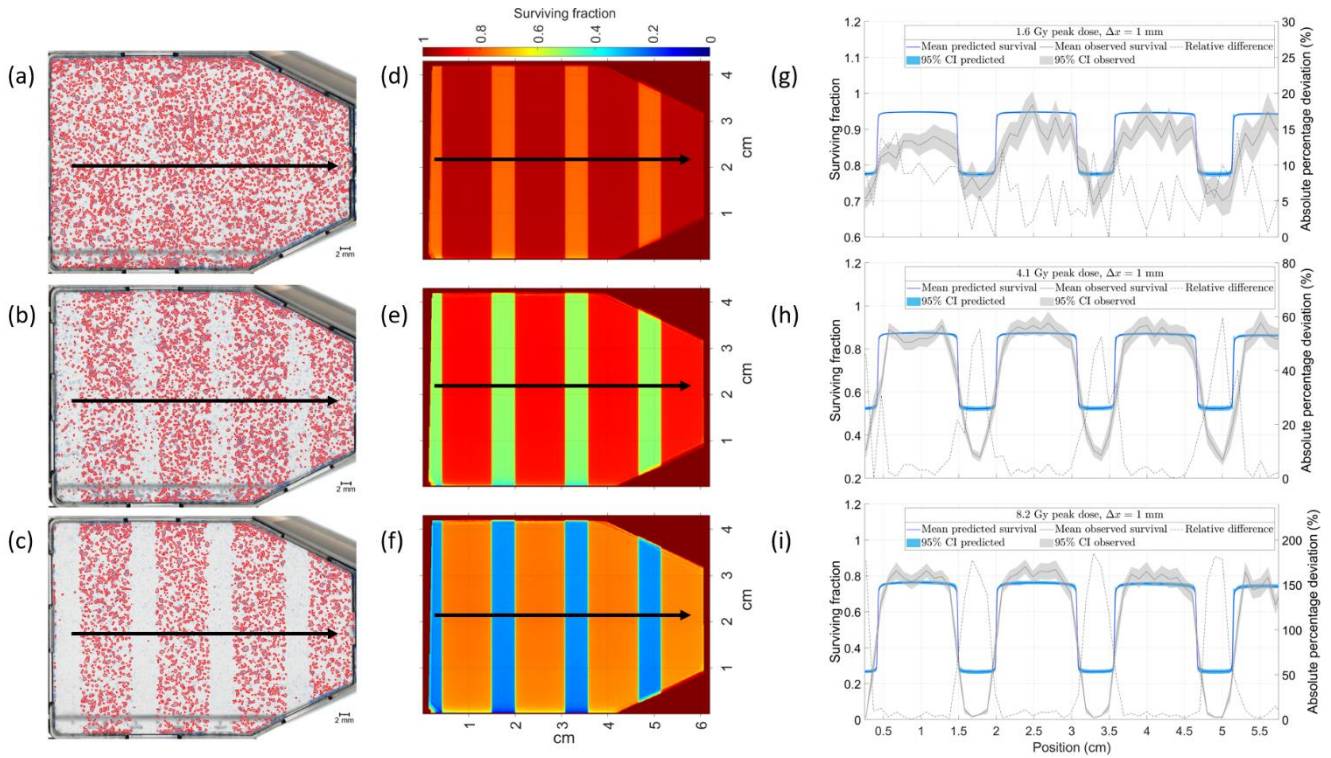 Surviving fraction
1 0.8 0.6 0.4 0.2 0
(a)
2 mm
(b)
2 mm
(c)
2 mm
(d)
4
3
2
1
cm
(e)
4
3
2
1
cm
(f)
4
3
2
1
cm
1 2 3 4 5 6
cm
(g)
1.6 Gy peak dose, Δx = 1 mm
Mean predicted survival Mean observed survival Relative difference
95% CI predicted 95% CI observed
1.2
1.1
1
0.9
0.8
0.7
0.6
Surviving fraction
30
25
20
15
10
5
0
Absolute percentage deviation (%)
(h)
4.1 Gy peak dose, Δx = 1 mm
Mean predicted survival Mean observed survival Relative difference
95% CI predicted 95% CI observed
1.2
1
0.8
0.6
0.4
0.2
Surviving fraction
80
60
40
20
0
Absolute percentage deviation (%)
(i)
8.2 Gy peak dose, Δx = 1 mm
Mean predicted survival Mean observed survival Relative difference
95% CI predicted 95% CI observed
1.2
1
0.8
0.6
0.4
0.2
0
Surviving fraction
200
150
100
50
0
Absolute percentage deviation (%)
0.5 1 1.5 2 2.5 3 3.5 4 4.5 5 5.5
Position (cm)